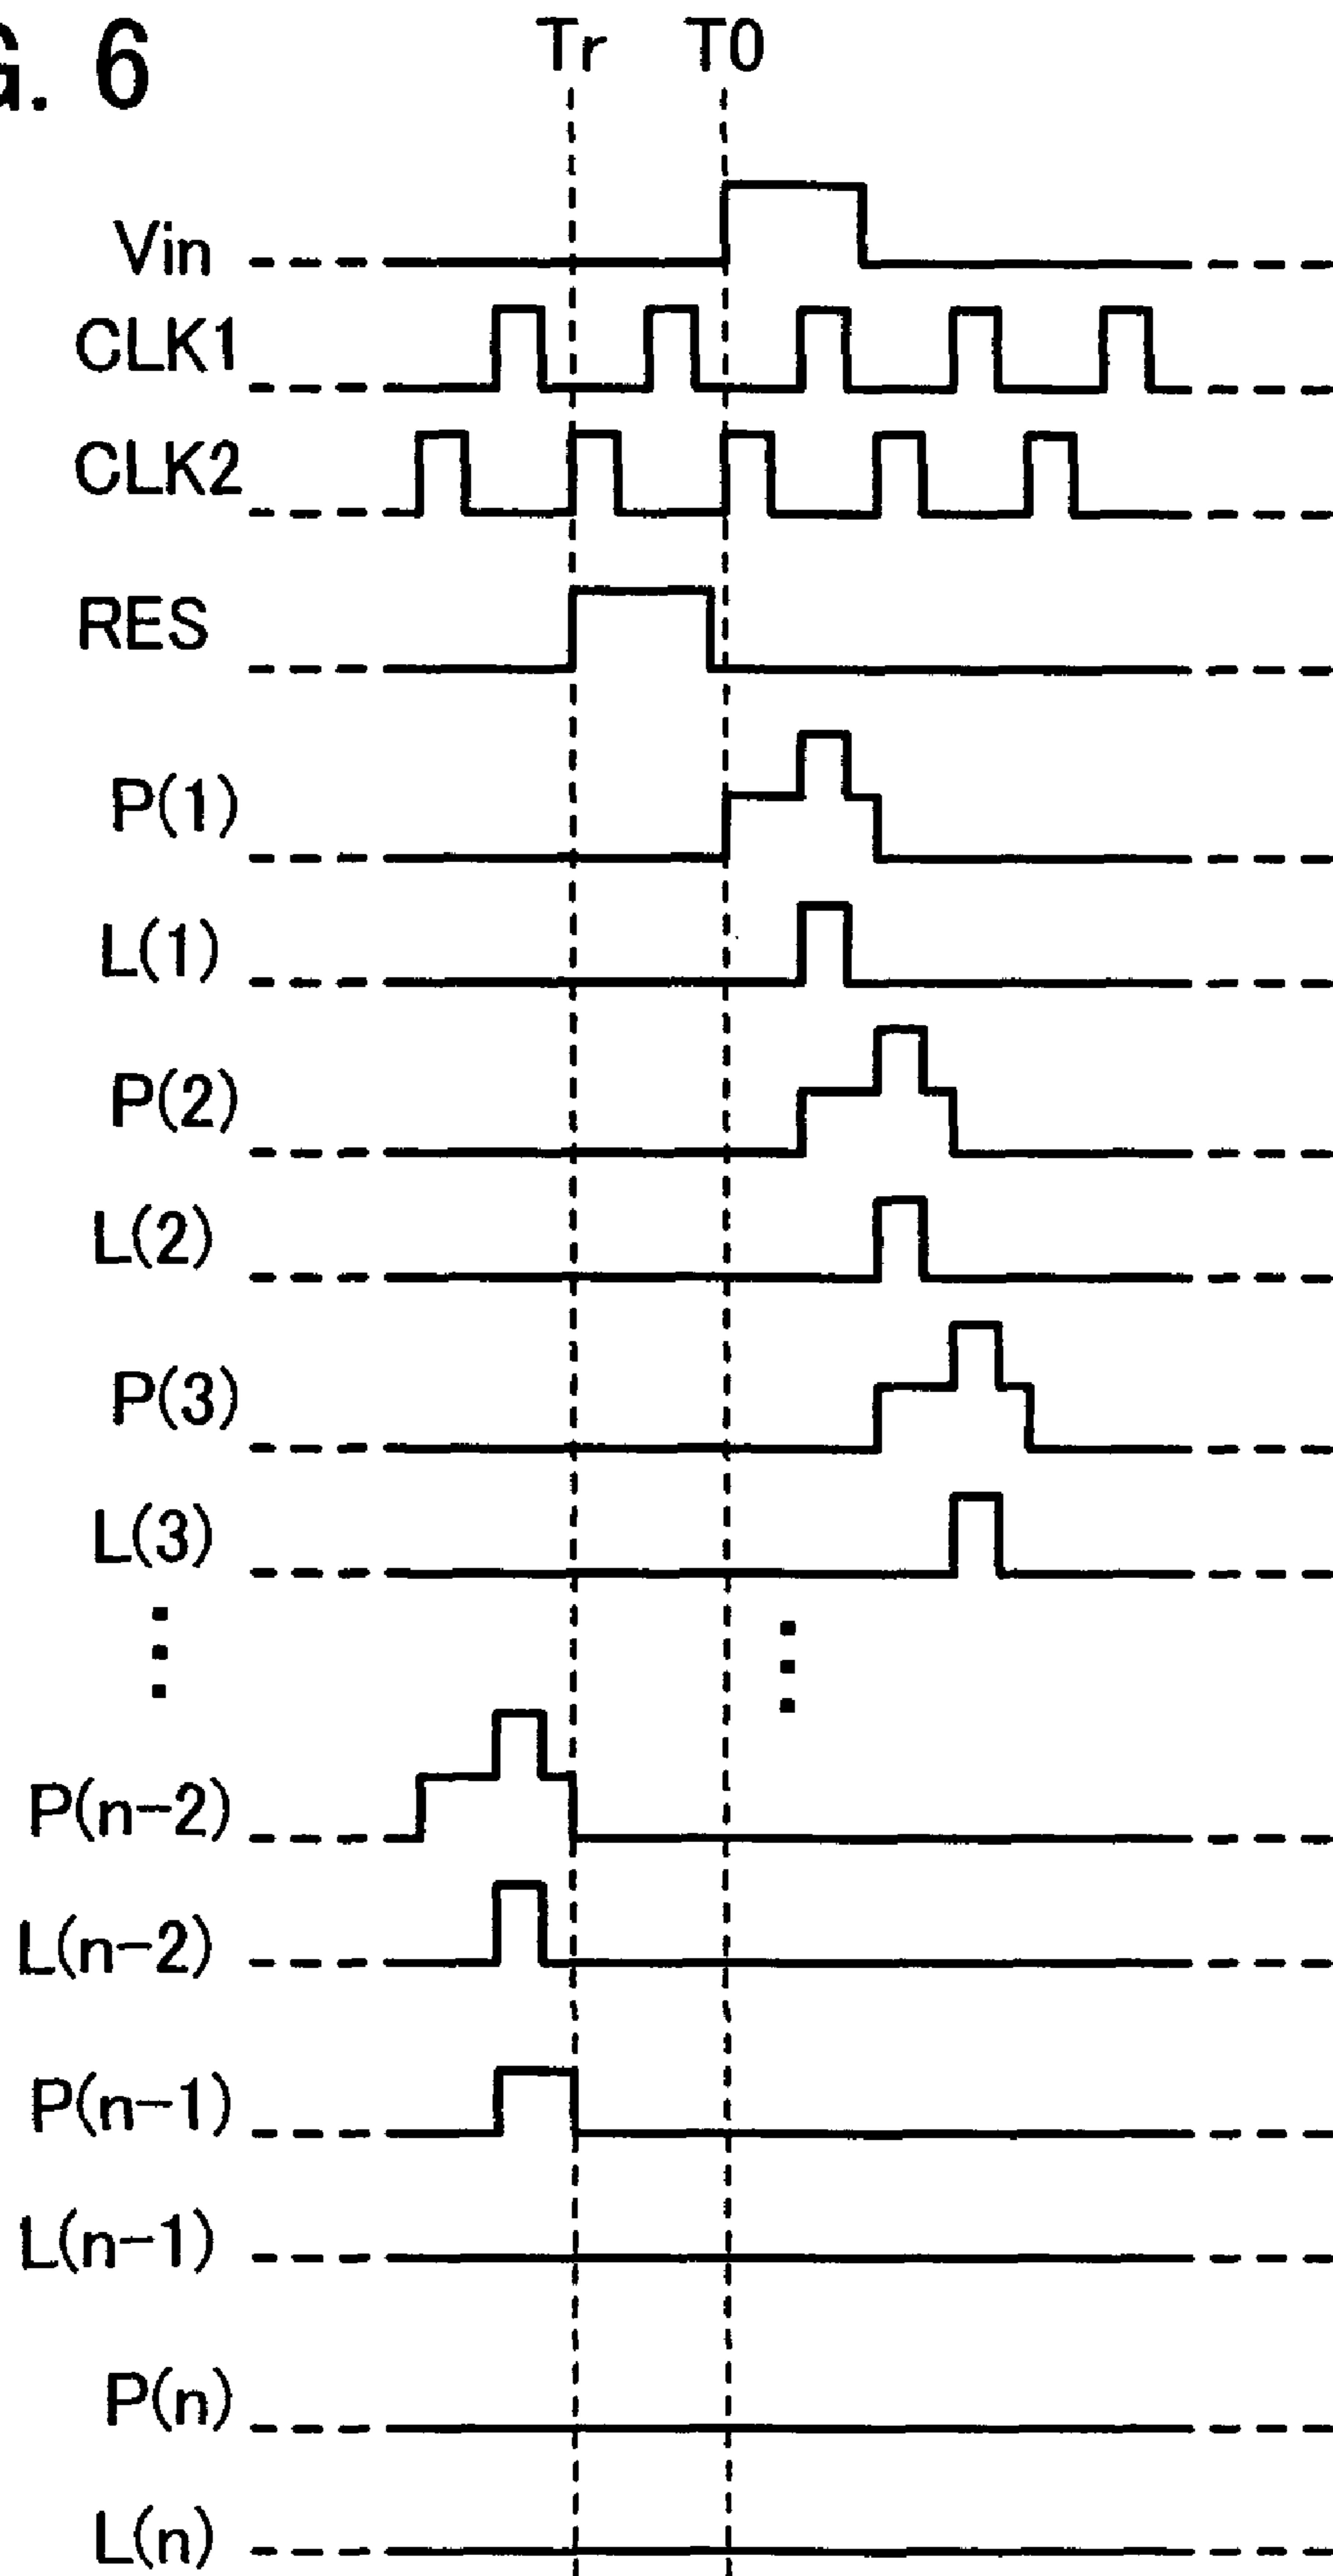 G. 6
Tr T0
Vin
CLK1
CLK2
RES
P(1)
L(1)
P(2)
L(2)
P(3)
L(3)
P(n-2)
L(n-2)
P(n-1)
L(n-1)
P(n)
L(n)